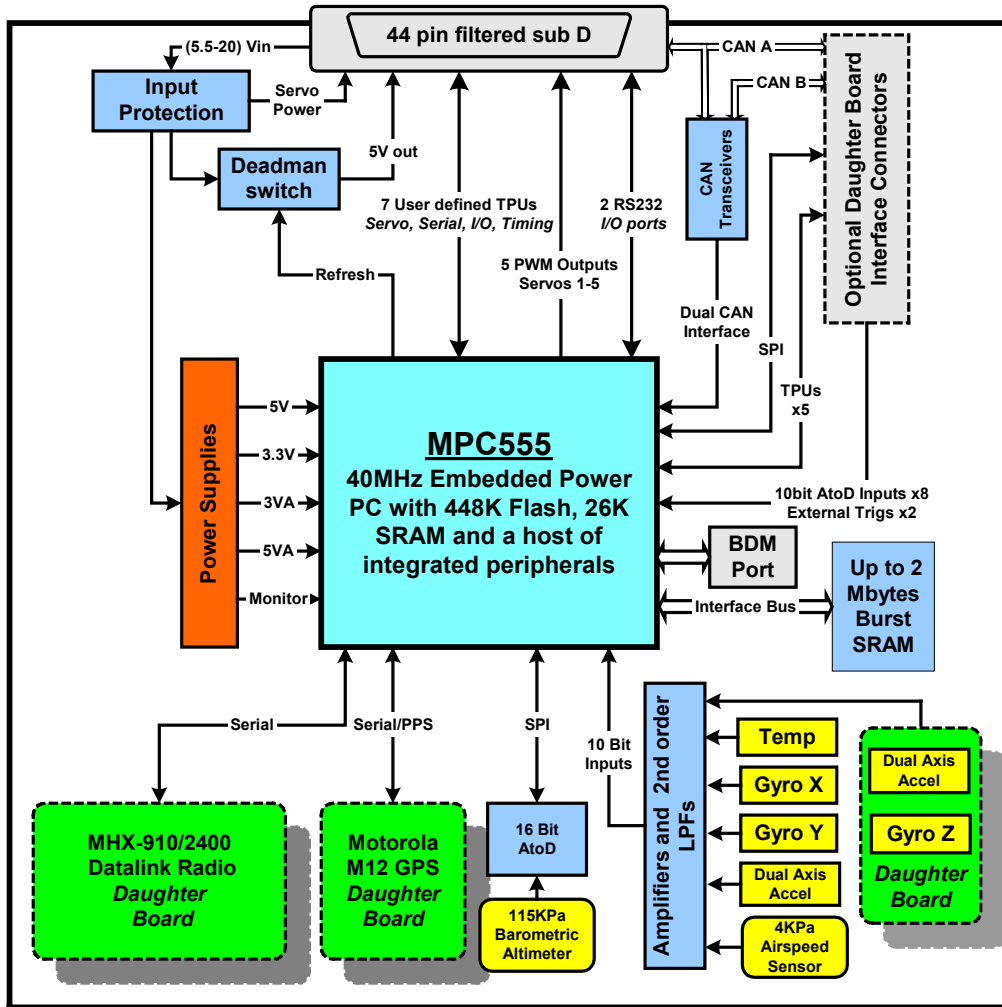 44 pin filtered sub D
(5.5-20) Vin
CAN A
CAN B
Input
Protection
Servo
Power
5V out
Deadman
switch
CAN
Transceivers
Optional Daughter Board
Interface Connectors
7 User defined TPUs
Servo, Serial, I/O, Timing
2 RS232
I/O ports
5 PWM Outputs
Servos 1-5
Refresh
Dual CAN
Interface
SPI
TPUs
x5
Power Supplies
5V
3.3V
3VA
5VA
Monitor
MPC555
40MHz Embedded Power
PC with 448K Flash, 26K
SRAM and a host of
integrated peripherals
10bit AtoD Inputs x8
External Trigs x2
BDM
Port
Interface Bus
Up to 2
Mbytes
Burst
SRAM
Serial
Serial/PPS
SPI
10 Bit
Inputs
Amplifiers and 2nd order
LPFs
Temp
Gyro X
Gyro Y
Dual Axis
Accel
4KPa
Airspeed
Sensor
Dual Axis
Accel
Gyro Z
Daughter
Board
MHX-910/2400
Datalink Radio
Daughter
Board
Motorola
M12 GPS
Daughter
Board
16 Bit
AtoD
115KPa
Barometric
Altimeter